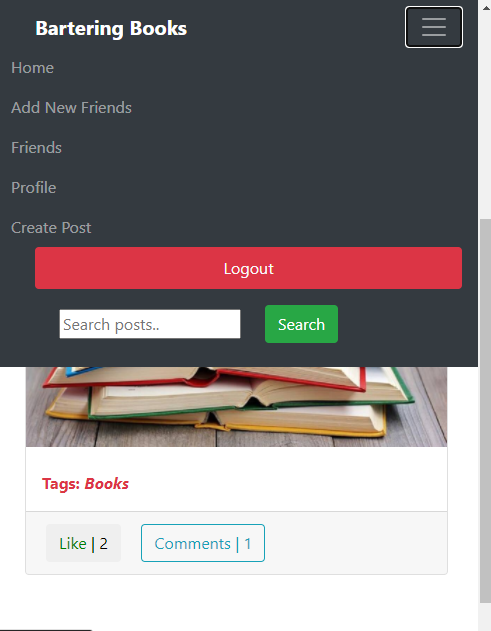 Bartering Books
Home
Add New Friends
Friends
Profile
Create Post
Logout
Search posts.. Search
Tags: Books
Like | 2 Comments | 1